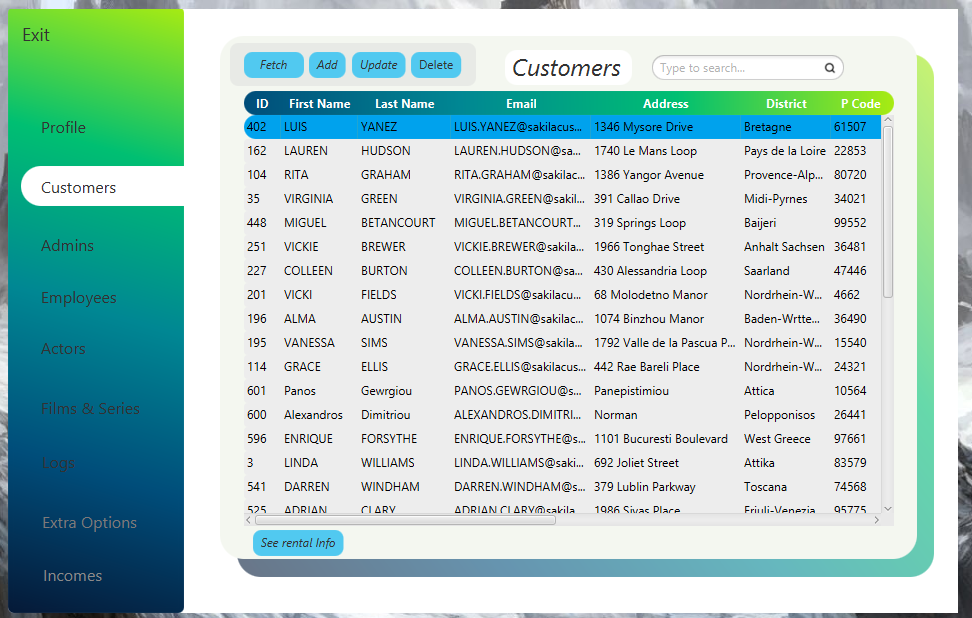 Exit
Profile
Customers
Admins
Employees
Actors
Films & Series
Logs
Extra Options
Incomes
Fetch Add Update Delete Customers Type to search...
ID First Name Last Name Email Address District P Code
402 LUIS YANEZ LUIS.YANEZ@sakilacus... 1346 Mysore Drive Bretagne 61507
162 LAUREN HUDSON LAUREN.HUDSON@sa... 1740 Le Mans Loop Pays de la Loire 22853
104 RITA GRAHAM RITA.GRAHAM@sakilac... 1386 Yangor Avenue Provence-Alp... 80720
35 VIRGINIA GREEN VIRGINIA.GREEN@sakil... 391 Callao Drive Midi-Pyrnes 34021
448 MIGUEL BETANCOURT MIGUEL.BETANCOURT... 319 Springs Loop Baijeri 99552
251 VICKIE BREWER VICKIE.BREWER@sakila... 1966 Tonghae Street Anhalt Sachsen 36481
227 COLLEEN BURTON COLLEEN.BURTON@sa... 430 Alessandria Loop Saarland 47446
201 VICKI FIELDS VICKI.FIELDS@sakilacu... 68 Molodetno Manor Nordrhein-W... 4662
196 ALMA AUSTIN ALMA.AUSTIN@sakilac... 1074 Binzhou Manor Baden-Wrtte... 36490
195 VANESSA SIMS VANESSA.SIMS@sakilac... 1792 Valle de la Pascua P... Nordrhein-W... 15540
114 GRACE ELLIS GRACE.ELLIS@sakilacus... 442 Rae Bareli Place Nordrhein-W... 24321
601 Panos Gewrgiou PANOS.GEWRGIOU@s... Panepistimiou Attica 10564
600 Alexandros Dimitriou ALEXANDROS.DIMITRI... Norman Pelopponisos 26441
596 ENRIQUE FORSYTHE ENRIQUE.FORSYTHE@s... 1101 Bucuresti Boulevard West Greece 97661
3 LINDA WILLIAMS LINDA.WILLIAMS@saki... 692 Joliet Street Attika 83579
541 DARREN WINDHAM DARREN.WINDHAM@s... 379 Lublin Parkway Toscana 74568
525 ADRIAN CLARY ADRIAN.CLARY@sakilac... 1986 Sivas Place Friuli-Venezia 95775
See rental Info